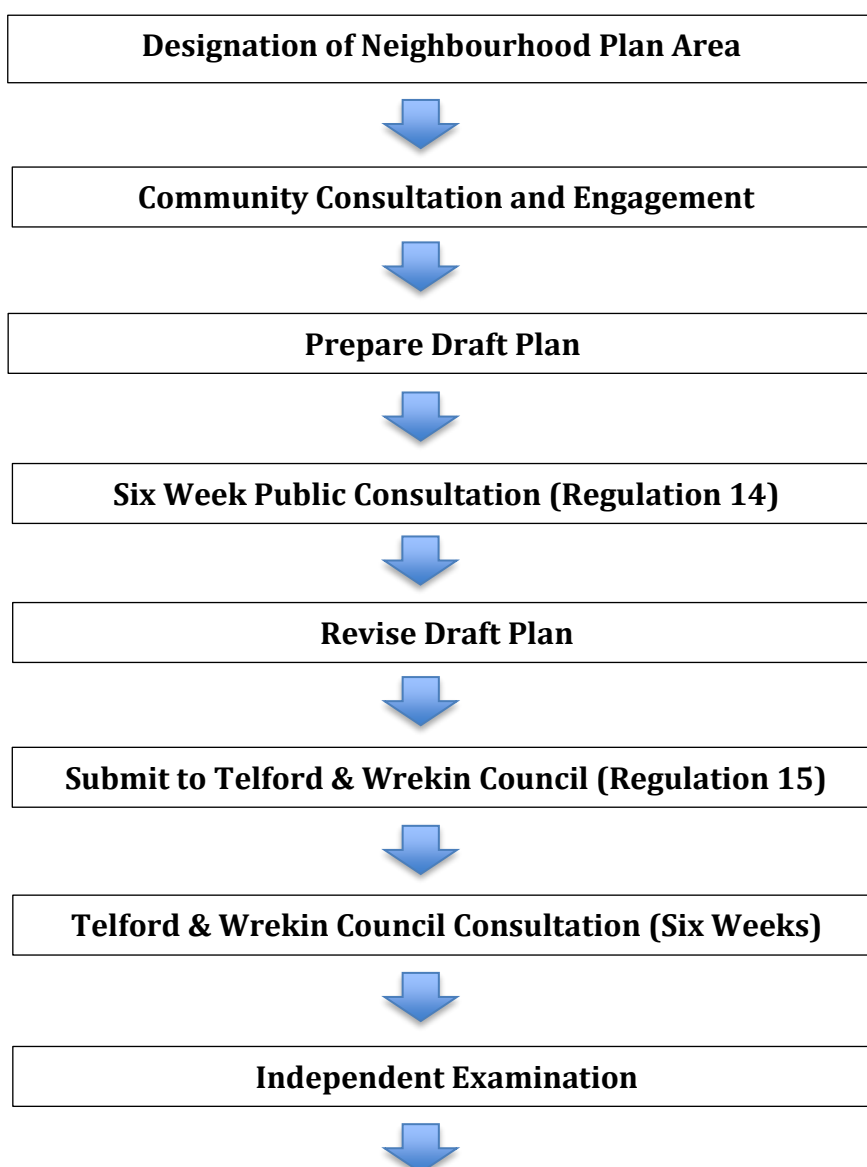 Designation of Neighbourhood Plan Area
Community Consultation and Engagement
Prepare Draft Plan
Six Week Public Consultation (Regulation 14)
Revise Draft Plan
Submit to Telford & Wrekin Council (Regulation 15)
Telford & Wrekin Council Consultation (Six Weeks)
Independent Examination